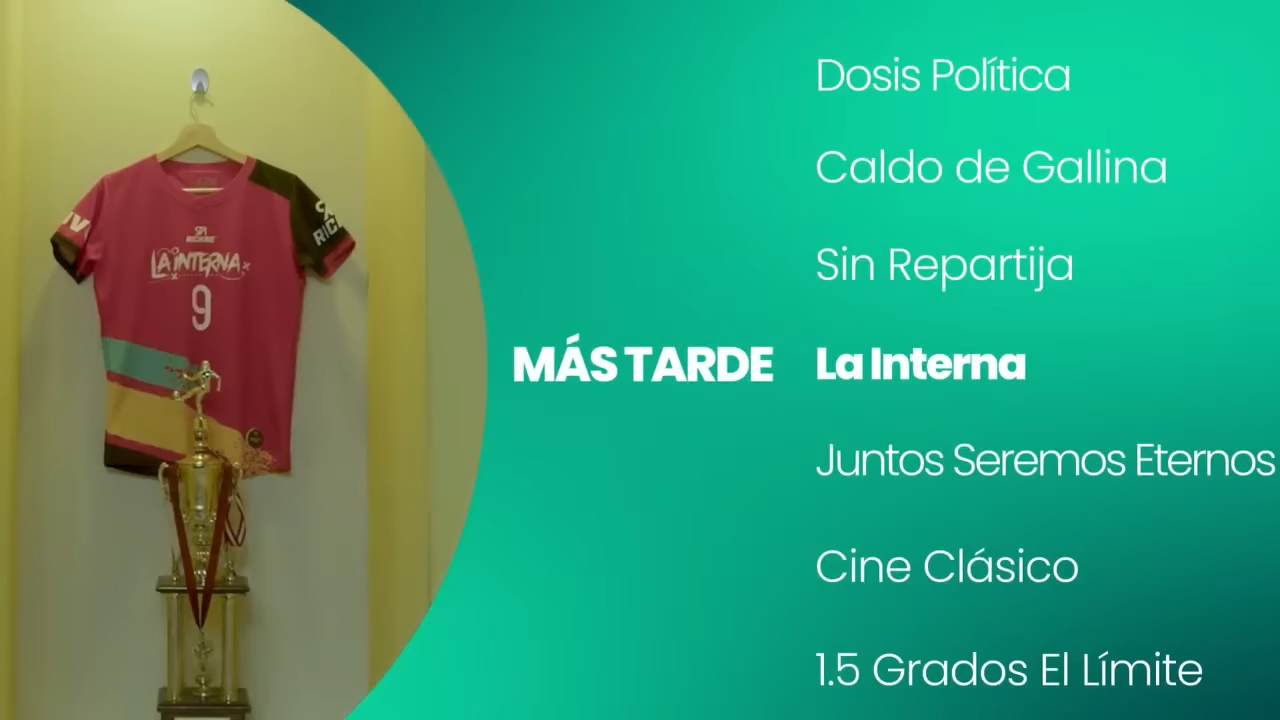 Dosis Política
Caldo de Gallina
Sin Repartija
MÁS TARDE La Interna
Juntos Seremos Eternos
Cine Clásico
1.5 Grados El Límite
LA INTERNA
9